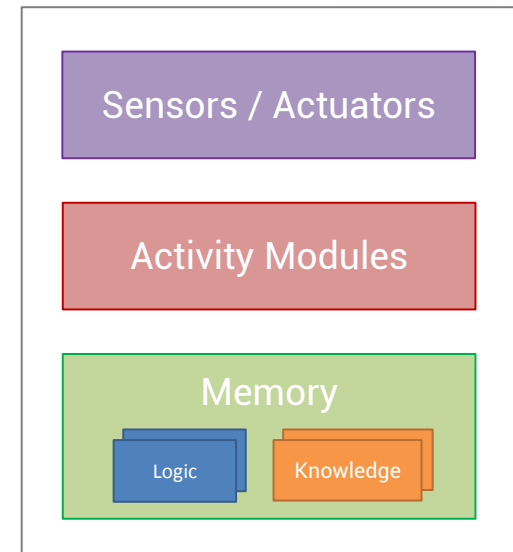 Sensors / Actuators
Activity Modules
Memory
Logic
Knowledge